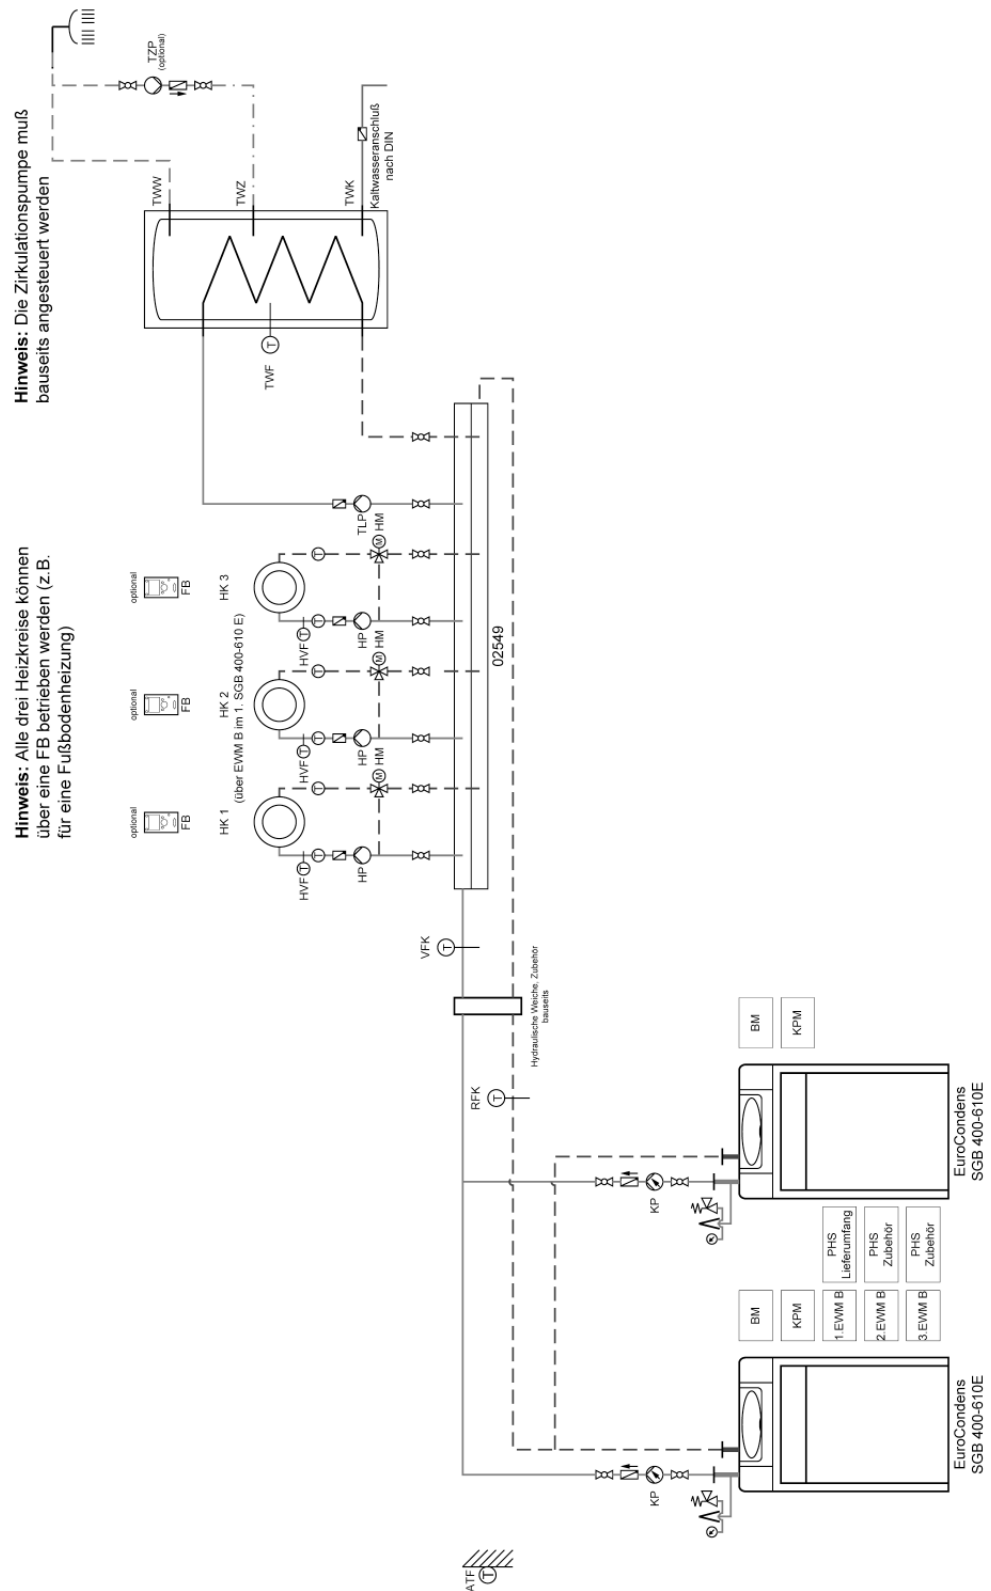 Hinweis: Alle drei Heizkreise können
über eine FB betrieben werden (z.B.
für eine Fußbodenheizung)
Hinweis: Die Zirkulationspumpe muß
bauseits angesteuert werden
TZP
(optional)
optional
FB
optional
FB
optional
FB
TWW
TWZ
TWK
Kaltwasseranschluß
nach DIN
HK 1
HK 2
(über EWM B im 1. SGB 400-610 E)
HK 3
TWF
T
HVF
T
T
T
HVF
T
T
T
HVF
T
T
T
HP
M
HM
HP
M
HM
HP
M
HM
TLP
VFK
T
02549
RFK
T
Hydraulische Weiche, Zubehör
bauseits
ATF
T
KP
KP
BM
KPM
1.EWM B
2.EWM B
3.EWM B
PHS
Lieferumfang
PHS
Zubehör
PHS
Zubehör
BM
KPM
EuroCondens
SGB 400-610E
EuroCondens
SGB 400-610E